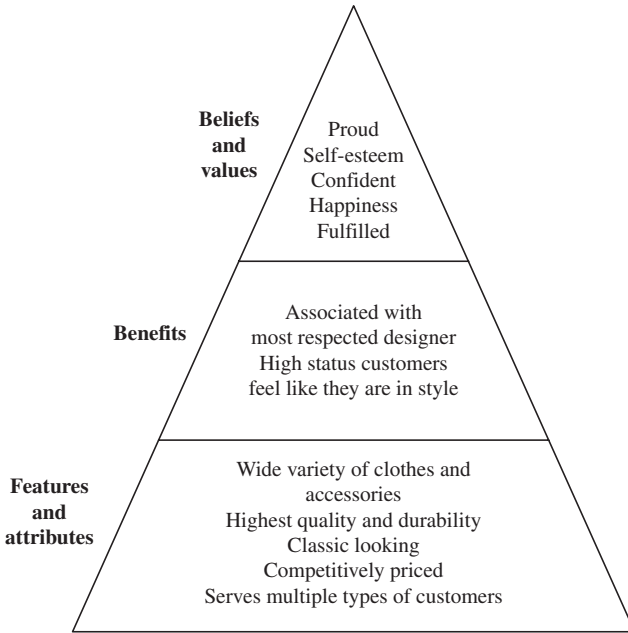 Beliefs
and
values
Proud
Self-esteem
Confident
Happiness
Fulfilled
Benefits
Associated with
most respected designer
High status customers
feel like they are in style
Features
and
attributes
Wide variety of clothes and
accessories
Highest quality and durability
Classic looking
Competitively priced
Serves multiple types of customers